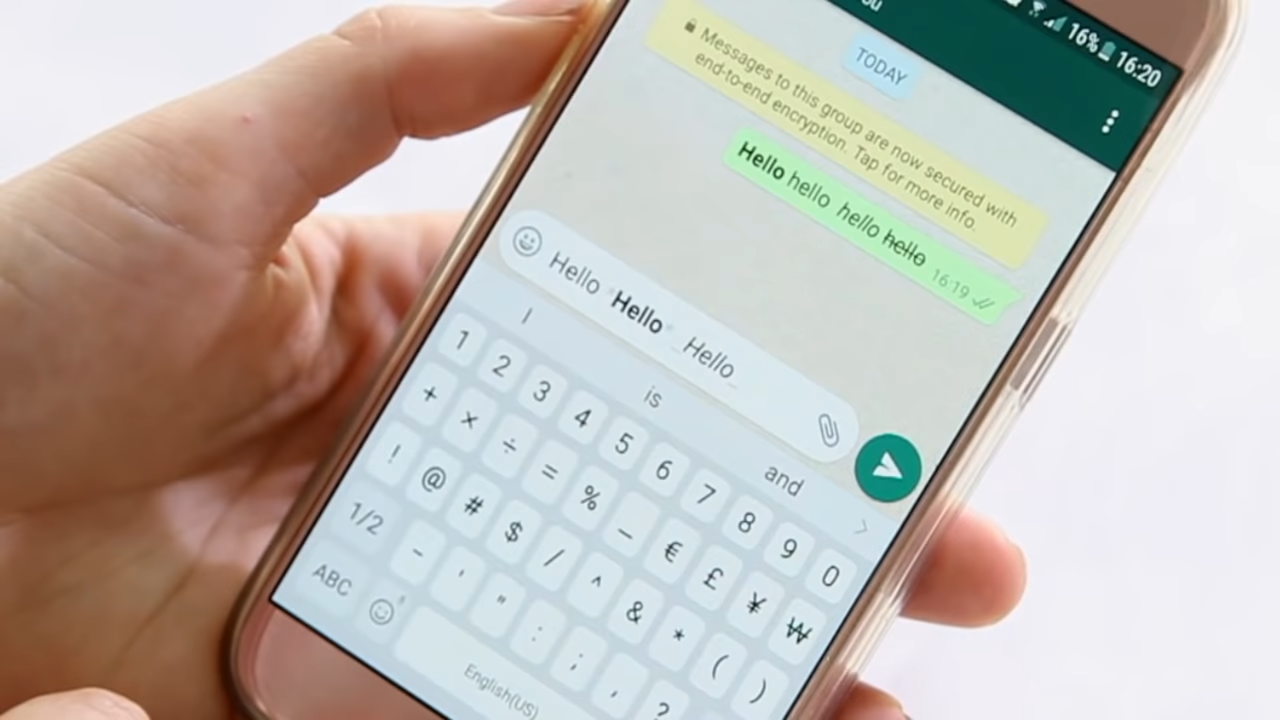 16% 16:20
TODAY
Messages to this group are now secured with
end-to-end encryption. Tap for more info.
Hello hello hello hello 16:19
Hello *Hello* _Hello_
I is and
1 2 3 4 5 6 7 8 9 0
+ × ÷ = % _ € £ ¥ ₩
! @ # $ / ^ & * ( )
1/2 - ' " : ; , ?
ABC English(US)